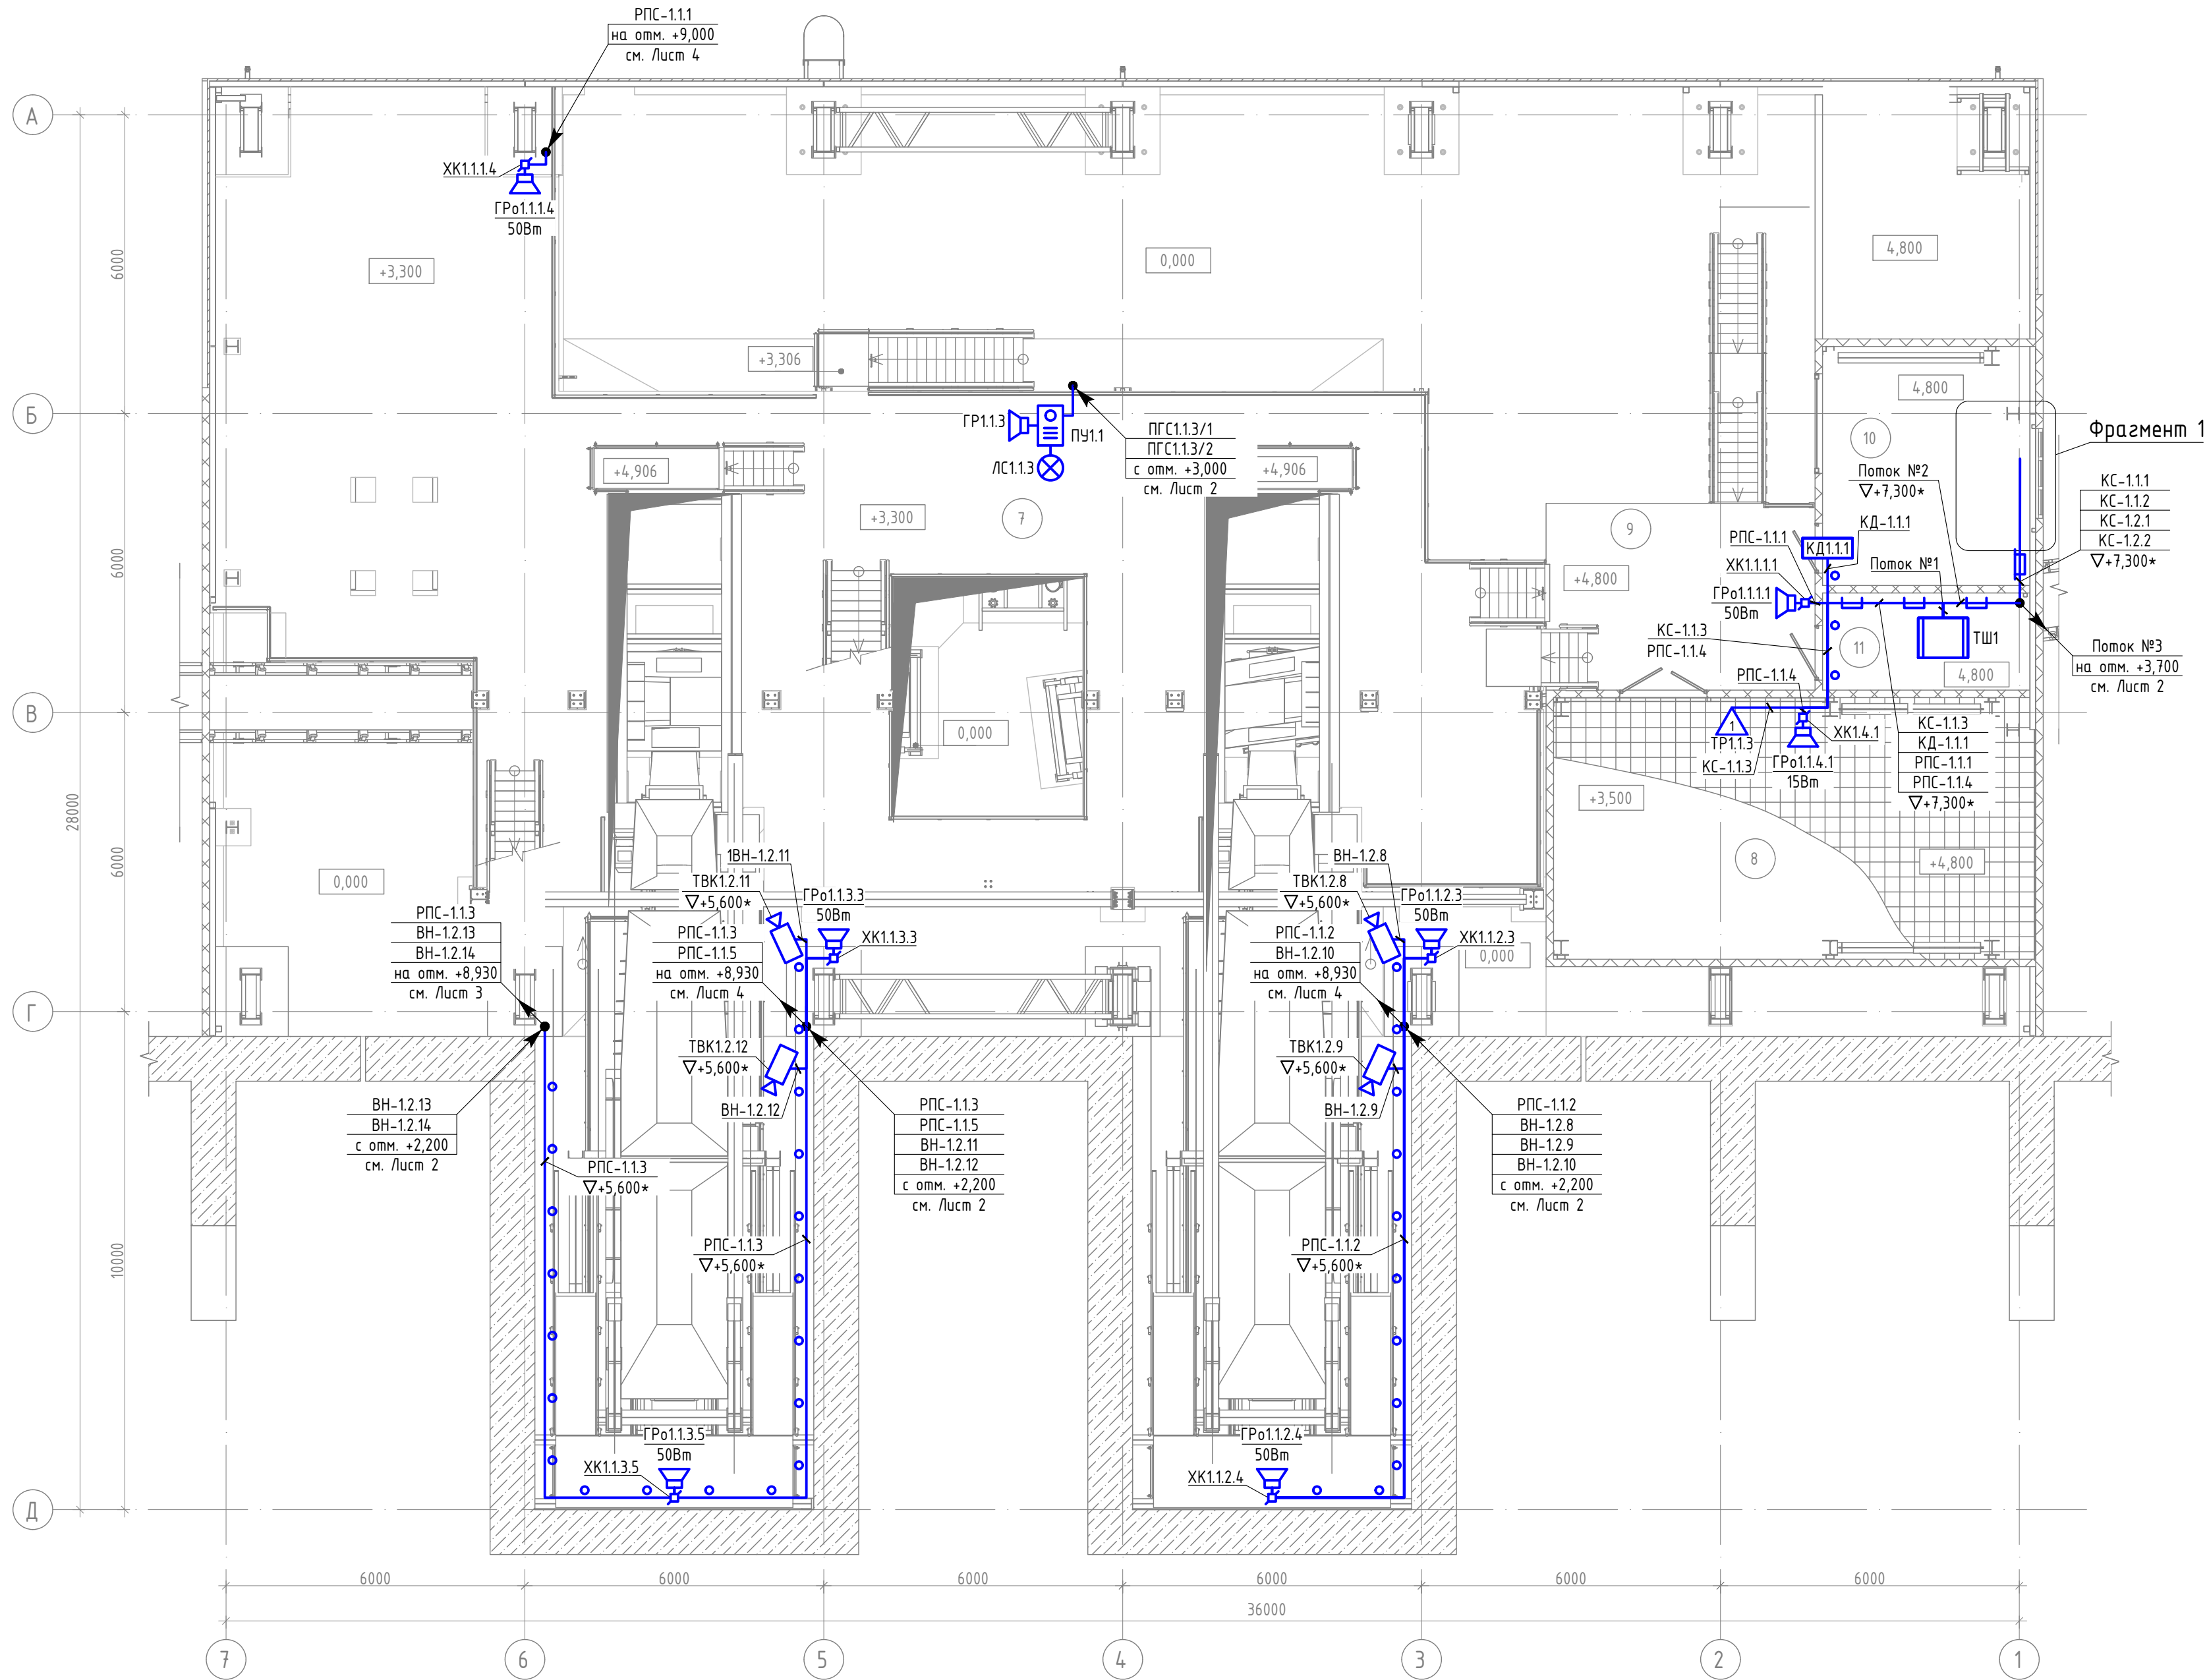 РПС-1.1.1
на отм. +9,000
см. Лист 4
А
ХК1.1.1.4
ГРо1.1.1.4
50Вт
+3,300
0,000
4,800
6000
+3,306
4,800
Б
ГР1.1.3
ПУ1.1
ЛС1.1.3
ПГС1.1.3/1
ПГС1.1.3/2
с отм. +3,000
см. Лист 2
+4,906
+4,906
10
Фрагмент 1
Поток №2
+7,300*
КС-1.1.1
КС-1.1.2
КС-1.2.1
КС-1.2.2
+7,300*
+3,300
7
9
КД-1.1.1
РПС-1.1.1
КД1.1.1
ХК1.1.1.1
Поток №1
6000
+4,800
ГРо1.1.1.1
50Вт
КС-1.1.3
РПС-1.1.4
11
ТШ1
Поток №3
на отм. +3,700
см. Лист 2
РПС-1.1.4
4,800
В
0,000
1
ТР1.1.3
КС-1.1.3
ХК1.4.1
ГРо1.1.4.1
15Вт
КС-1.1.3
КД-1.1.1
РПС-1.1.1
РПС-1.1.4
+7,300*
28000
+3,500
8
+4,800
6000
0,000
1ВН-1.2.11
ТВК1.2.11
+5,600*
ГРо1.1.3.3
50Вт
ВН-1.2.8
ТВК1.2.8
+5,600*
ГРо1.1.2.3
50Вт
РПС-1.1.3
ВН-1.2.13
ВН-1.2.14
на отм. +8,930
см. Лист 3
РПС-1.1.3
РПС-1.1.5
на отм. +8,930
см. Лист 4
ХК1.1.3.3
РПС-1.1.2
ВН-1.2.10
на отм. +8,930
см. Лист 4
ХК1.1.2.3
0,000
Г
ТВК1.2.12
+5,600*
ВН-1.2.12
ТВК1.2.9
+5,600*
ВН-1.2.9
ВН-1.2.13
ВН-1.2.14
с отм. +2,200
см. Лист 2
РПС-1.1.3
РПС-1.1.5
ВН-1.2.11
ВН-1.2.12
с отм. +2,200
см. Лист 2
РПС-1.1.2
ВН-1.2.8
ВН-1.2.9
ВН-1.2.10
с отм. +2,200
см. Лист 2
РПС-1.1.3
+5,600*
10000
РПС-1.1.3
+5,600*
РПС-1.1.2
+5,600*
ГРо1.1.3.5
50Вт
ХК1.1.3.5
ГРо1.1.2.4
50Вт
ХК1.1.2.4
Д
6000
6000
6000
6000
6000
6000
36000
7
6
5
4
3
2
1